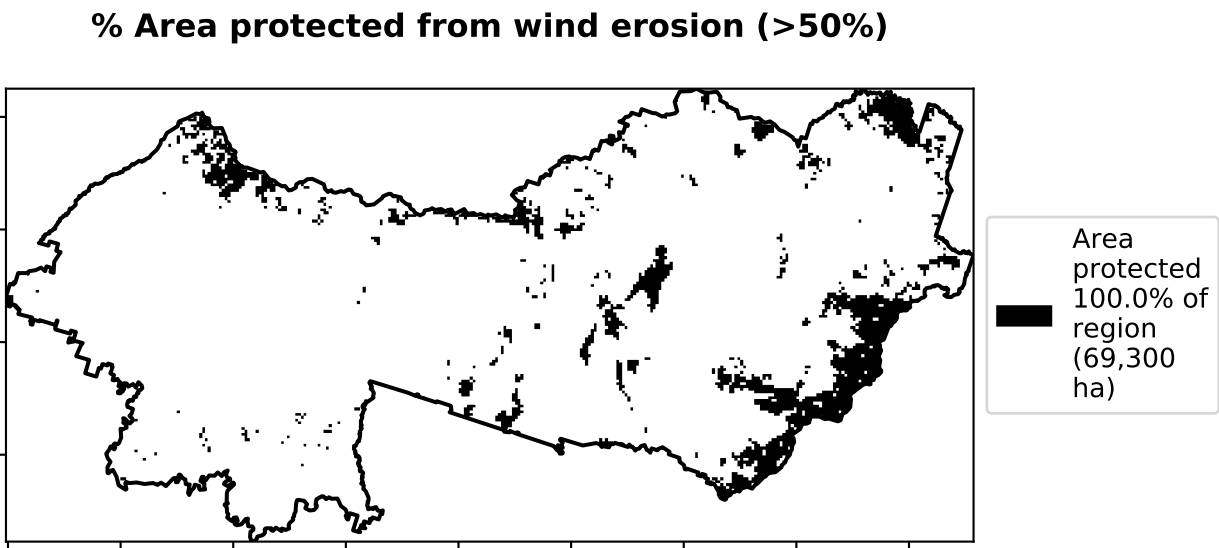 % Area protected from wind erosion (>50%)
Area
protected
100.0% of
region
(69,300
ha)